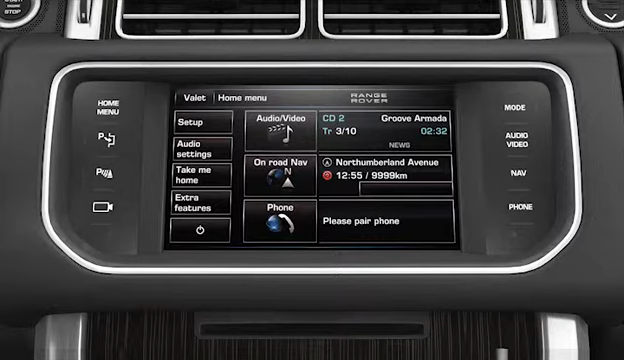 STOP
HOME
MENU
P
P
Valet
Home menu
RANGE
ROVER
Setup
Audio
settings
Take me
home
Extra
features
Audio/Video
CD 2
Groove Armada
Tr 3/10
02:32
NEWS
On road Nav
N
A
Northumberland Avenue
12:55 / 9999km
Phone
Please pair phone
MODE
AUDIO
VIDEO
NAV
PHONE